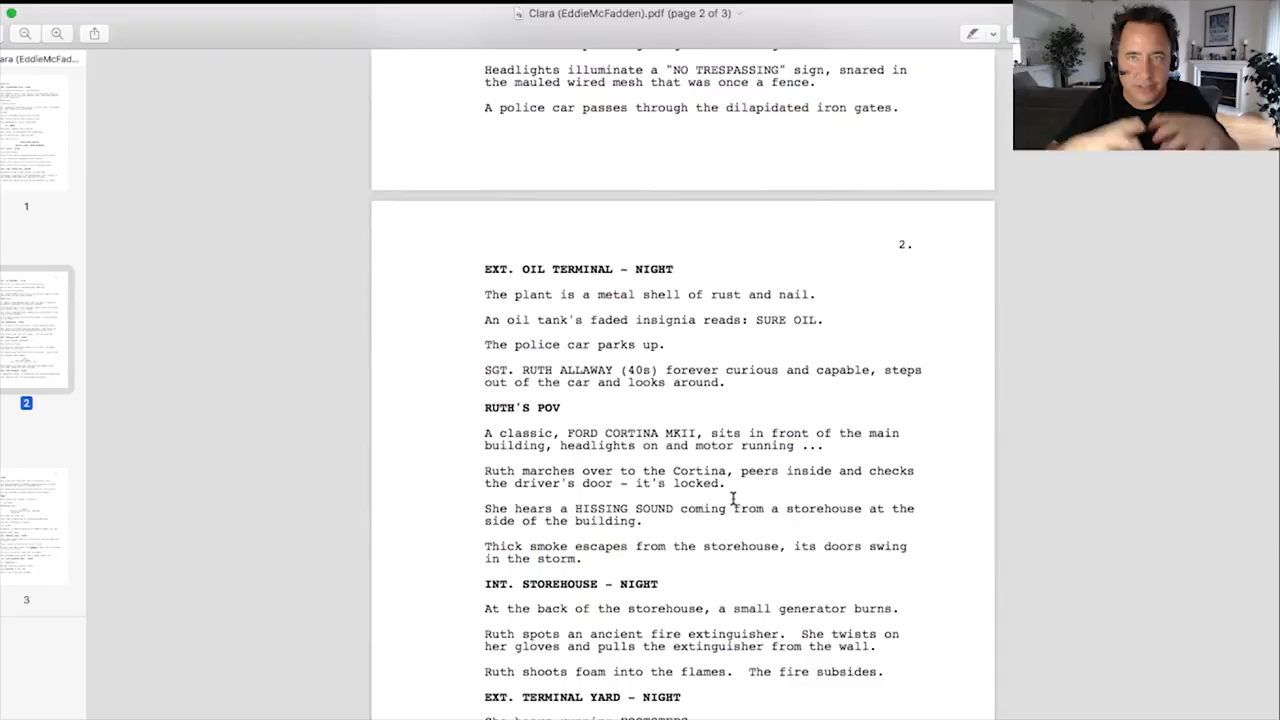 Clara (EddieMcFadden).pdf (page 2 of 3)
ara (EddieMcFad...
1
2
3
Headlights illuminate a "NO TRESPASSING" sign, snared in
the mangled wire mesh that was once a fence.
A police car passes through the dilapidated iron gates.
2.
EXT. OIL TERMINAL - NIGHT
The plant is a metal shell of rust and nail.
An oil tank's faded insignia reads SURE OIL.
The police car parks up.
SGT. RUTH ALLAWAY (40s) forever curious and capable, steps
out of the car and looks around.
RUTH'S POV
A classic, FORD CORTINA MKII, sits in front of the main
building, headlights on and motor running ...
Ruth marches over to the Cortina, peers inside and checks
the driver's door - it's locked.
She hears a HISSING SOUND come from a storehouse at the
side of the building.
Thick smoke escapes from the storehouse, its doors swing
in the storm.
INT. STOREHOUSE - NIGHT
At the back of the storehouse, a small generator burns.
Ruth spots an ancient fire extinguisher. She twists on
her gloves and pulls the extinguisher from the wall.
Ruth shoots foam into the flames. The fire subsides.
EXT. TERMINAL YARD - NIGHT
She hears running FOOTSTEPS